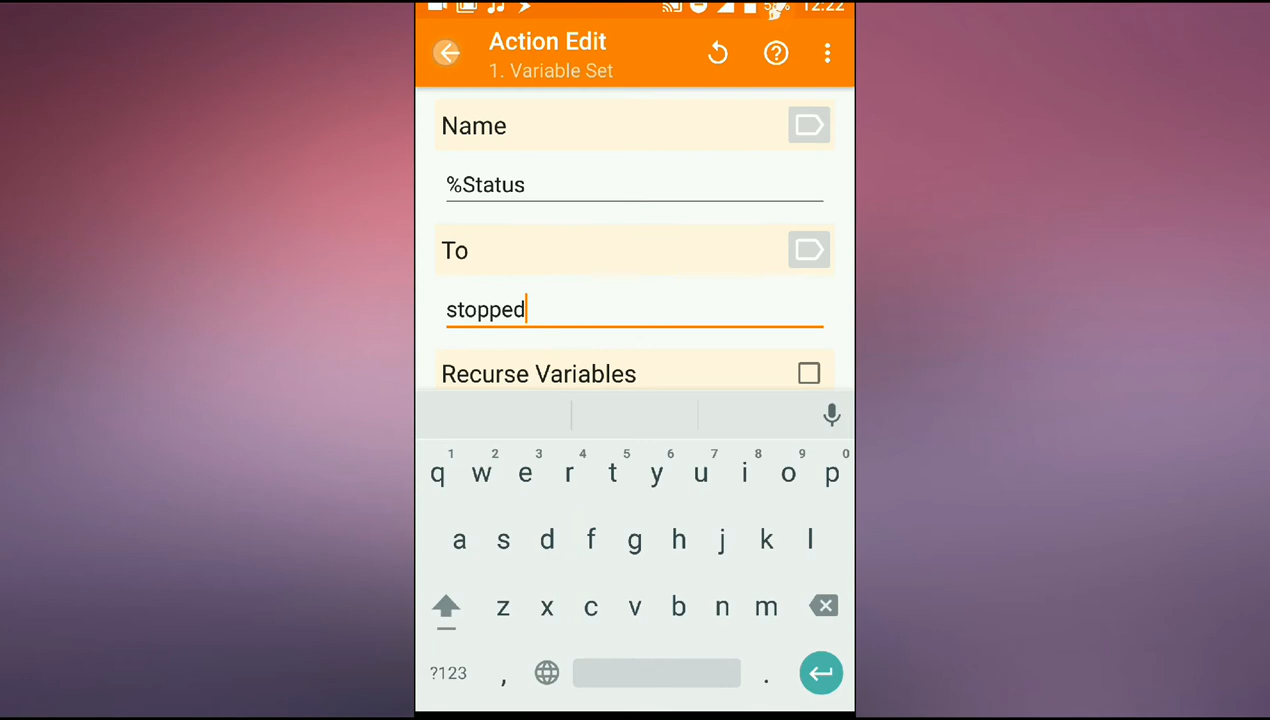 12:22
Action Edit
1. Variable Set
Name
%Status
To
stopped
Recurse Variables
1 2 3 4 5 6 7 8 9 0
q w e r t y u i o p
a s d f g h j k l
z x c v b n m
?123 , .